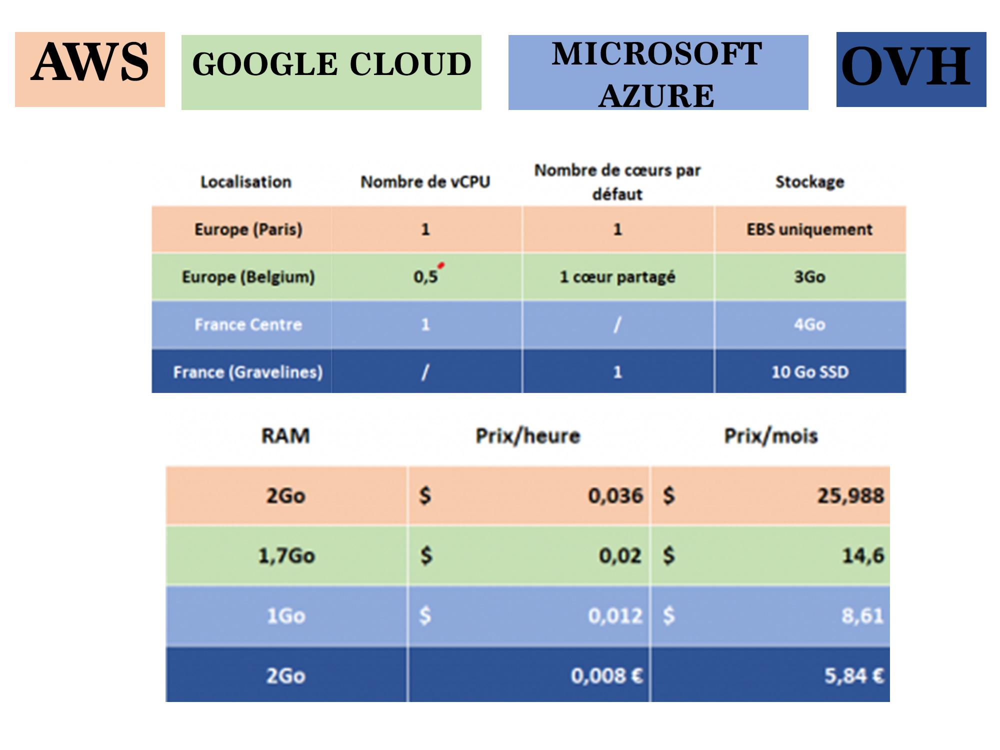 AWS
GOOGLE CLOUD
MICROSOFT
AZURE
OVH
Localisation Nombre de vCPU Nombre de cœurs par défaut Stockage
Europe (Paris) 1 1 EBS uniquement
Europe (Belgium) 0,5 1 cœur partagé 3Go
France Centre 1 / 4Go
France (Gravelines) / 1 10 Go SSD
RAM Prix/heure Prix/mois
2Go $ 0,036 $ 25,988
1,7Go $ 0,02 $ 14,6
1Go $ 0,012 $ 8,61
2Go 0,008 € 5,84 €